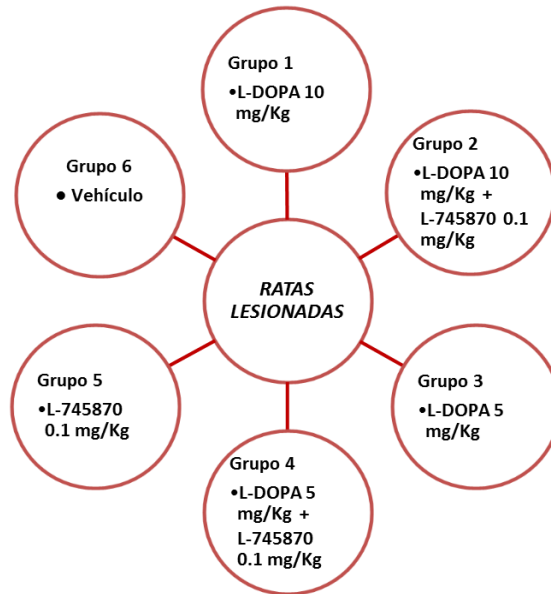 Grupo 1
•L-DOPA 10
mg/Kg
Grupo 2
•L-DOPA 10
mg/Kg +
L-745870 0.1
mg/Kg
Grupo 3
•L-DOPA 5
mg/Kg
Grupo 4
•L-DOPA 5
mg/Kg +
L-745870
0.1 mg/Kg
Grupo 5
•L-745870
0.1 mg/Kg
Grupo 6
• Vehículo
RATAS
LESIONADAS